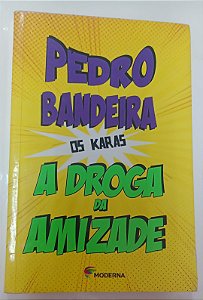 PEDRO
BANDEIRA
OS KARAS
A DROGA
DA
AMIZADE
MODERNA